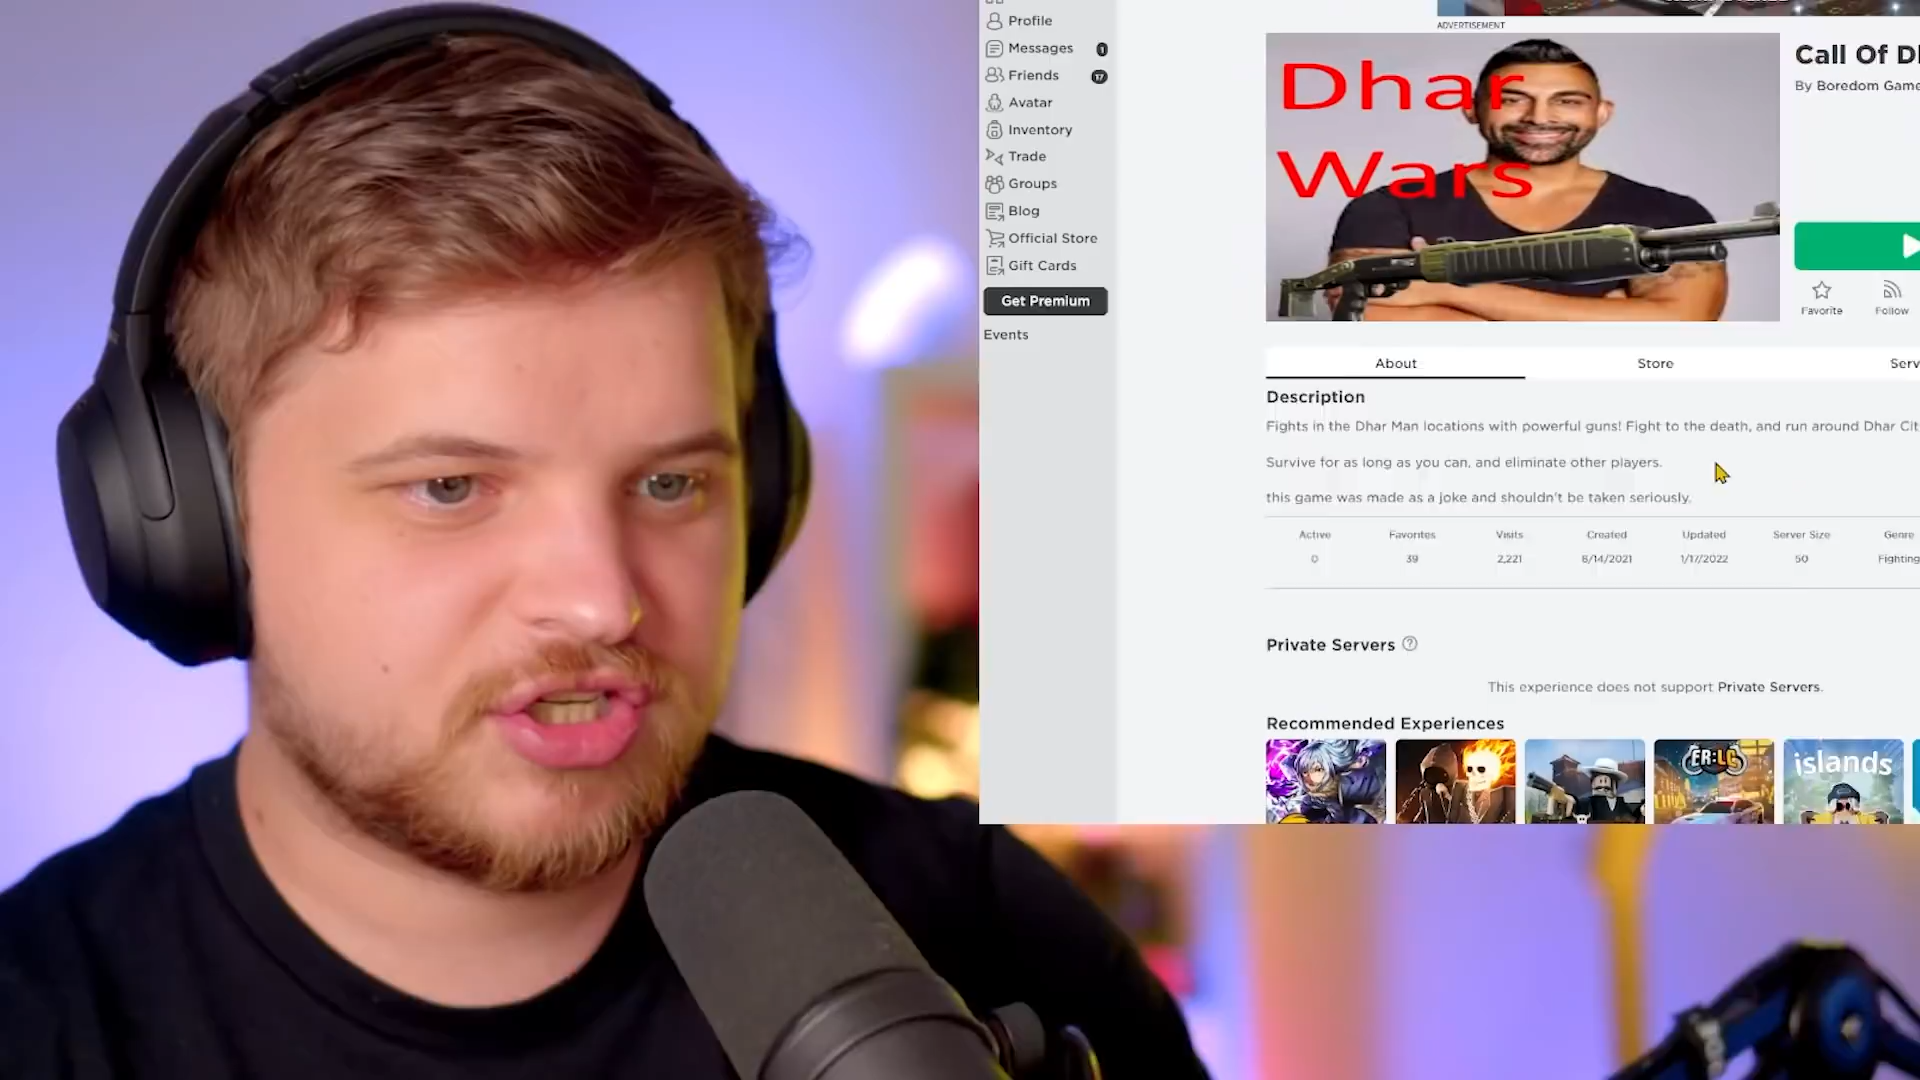 Profile
Messages 1
Friends 17
Avatar
Inventory
Trade
Groups
Blog
Official Store
Gift Cards
Get Premium
Events
ADVERTISEMENT
Dhar
Wars
Call Of D
By Boredom Game
Favorite Follow
About Store Serv
Description
Fights in the Dhar Man locations with powerful guns! Fight to the death, and run around Dhar Cit
Survive for as long as you can, and eliminate other players.
this game was made as a joke and shouldn't be taken seriously.
Active Favorites Visits Created Updated Server Size Genre
0 39 2,221 8/14/2021 1/17/2022 50 Fighting
Private Servers ?
This experience does not support Private Servers.
Recommended Experiences
ER:LC
islands